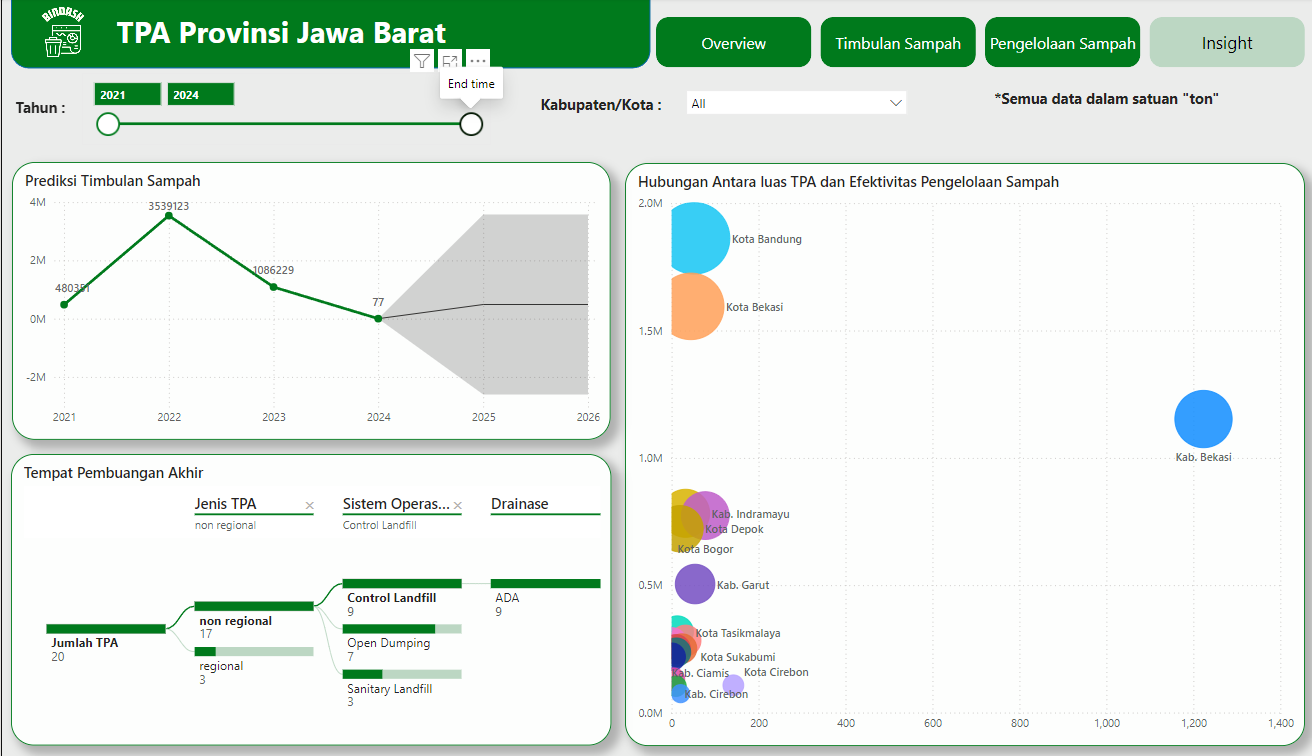 BINDASH
TPA Provinsi Jawa Barat
Overview
Timbulan Sampah
Pengelolaan Sampah
Insight
End time
Tahun :
2021
2024
Kabupaten/Kota :
All
*Semua data dalam satuan "ton"
Prediksi Timbulan Sampah
4M
2M
0M
-2M
480351
3539123
1086229
77
2021
2022
2023
2024
2025
2026
Tempat Pembuangan Akhir
Jenis TPA
non regional
Sistem Operas...
Control Landfill
Drainase
Jumlah TPA
20
non regional
17
regional
3
Control Landfill
9
Open Dumping
7
Sanitary Landfill
3
ADA
9
Hubungan Antara luas TPA dan Efektivitas Pengelolaan Sampah
2.0M
1.5M
1.0M
0.5M
0.0M
Kota Bandung
Kota Bekasi
Kab. Bekasi
Kab. Indramayu
Kota Depok
Kota Bogor
Kab. Garut
Kota Tasikmalaya
Kota Sukabumi
Kab. Ciamis
Kota Cirebon
Kab. Cirebon
0
200
400
600
800
1,000
1,200
1,400